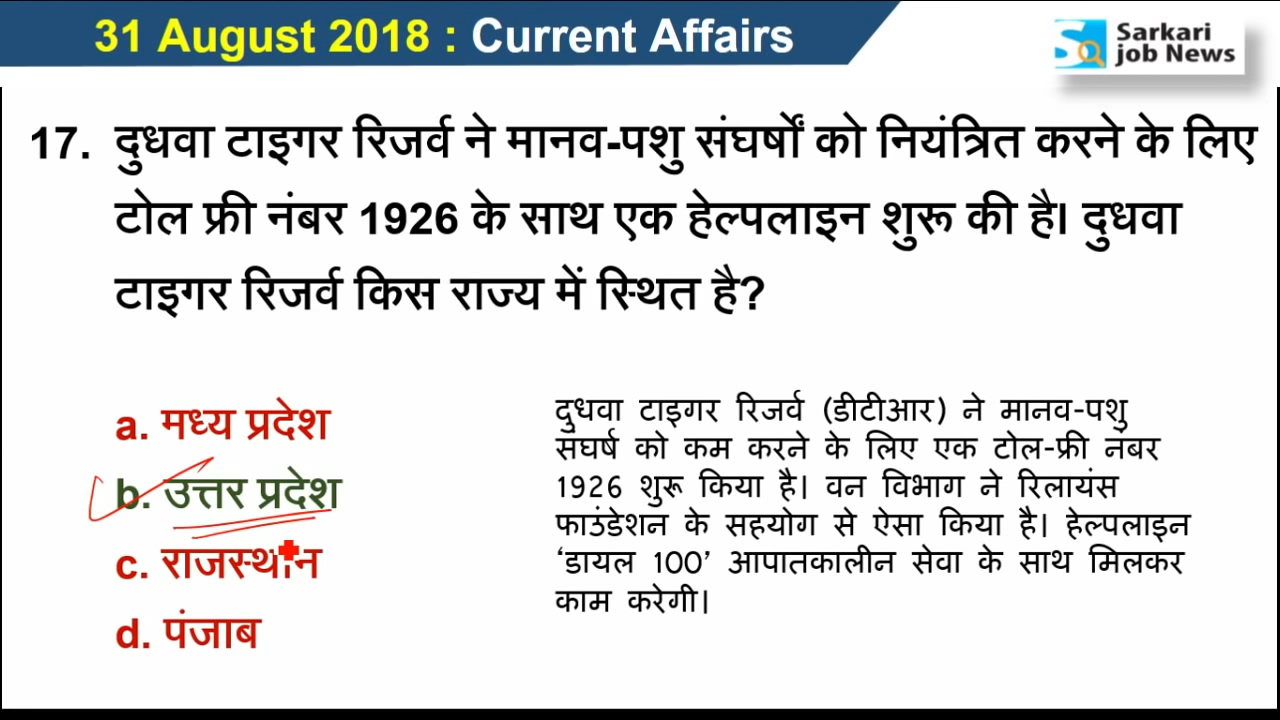 31 August 2018 : Current Affairs
Sarkari
job News
17. दुधवा टाइगर रिजर्व ने मानव-पशु संघर्षों को नियंत्रित करने के लिए
टोल फ्री नंबर 1926 के साथ एक हेल्पलाइन शुरू की है। दुधवा
टाइगर रिजर्व किस राज्य में स्थित है?
a. मध्य प्रदेश
b. उत्तर प्रदेश
c. राजस्थान
d. पंजाब
दुधवा टाइगर रिजर्व (डीटीआर) ने मानव-पशु
संघर्ष को कम करने के लिए एक टोल-फ्री नंबर
1926 शुरू किया है। वन विभाग ने रिलायंस
फाउंडेशन के सहयोग से ऐसा किया है। हेल्पलाइन
‘डायल 100’ आपातकालीन सेवा के साथ मिलकर
काम करेगी।